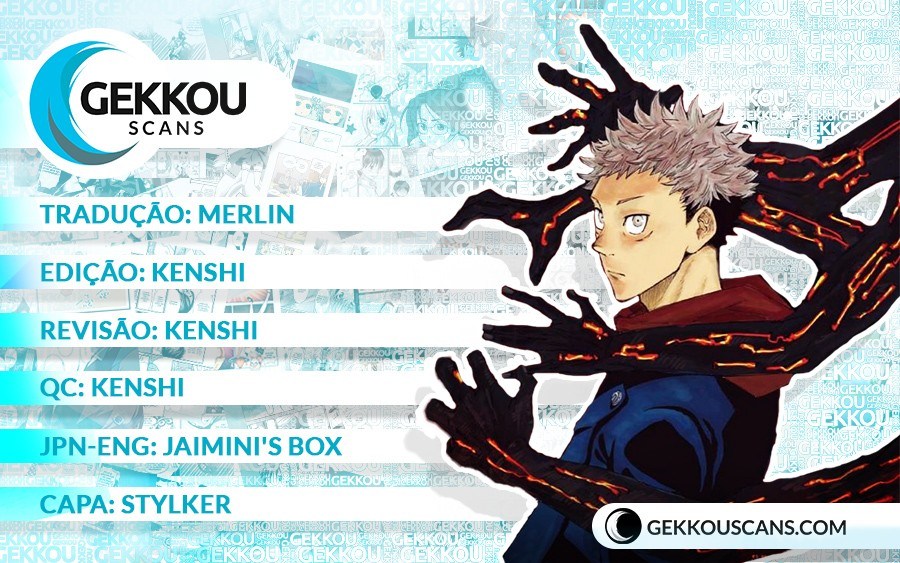 GEKKOU
SCANS
TRADUÇÃO: MERLIN
EDIÇÃO: KENSHI
REVISÃO: KENSHI
QC: KENSHI
JPN-ENG: JAIMINI'S BOX
CAPA: STYLKER
GEKKOUSCANS.COM